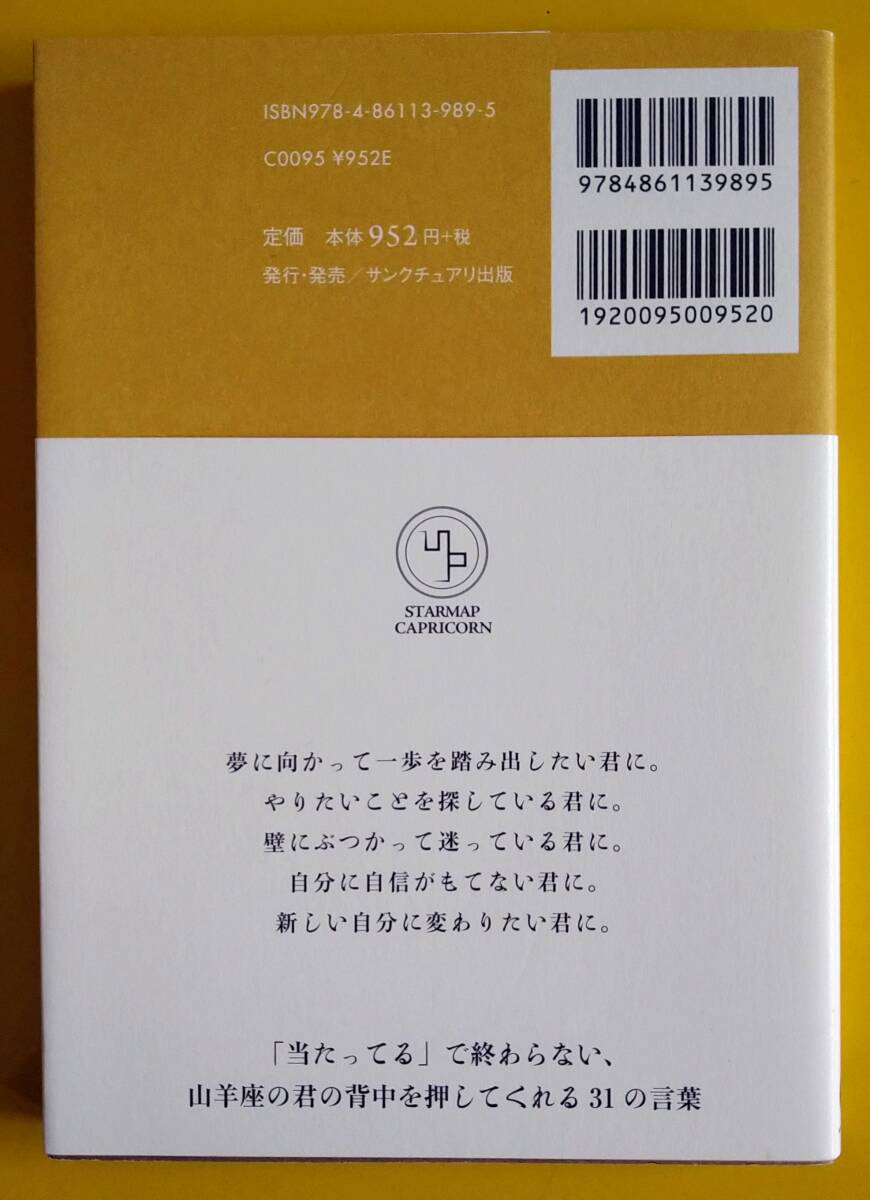 ISBN978-4-86113-989-5
C0095 ¥952E
定価 本体952円+税
発行・発売／サンクチュアリ出版
9784861139895
1920095009520
STARMAP
CAPRICORN
夢に向かって一歩を踏み出したい君に。
やりたいことを探している君に。
壁にぶつかって迷っている君に。
自分に自信がもてない君に。
新しい自分に変わりたい君に。
「当たってる」で終わらない、
山羊座の君の背中を押してくれる31の言葉